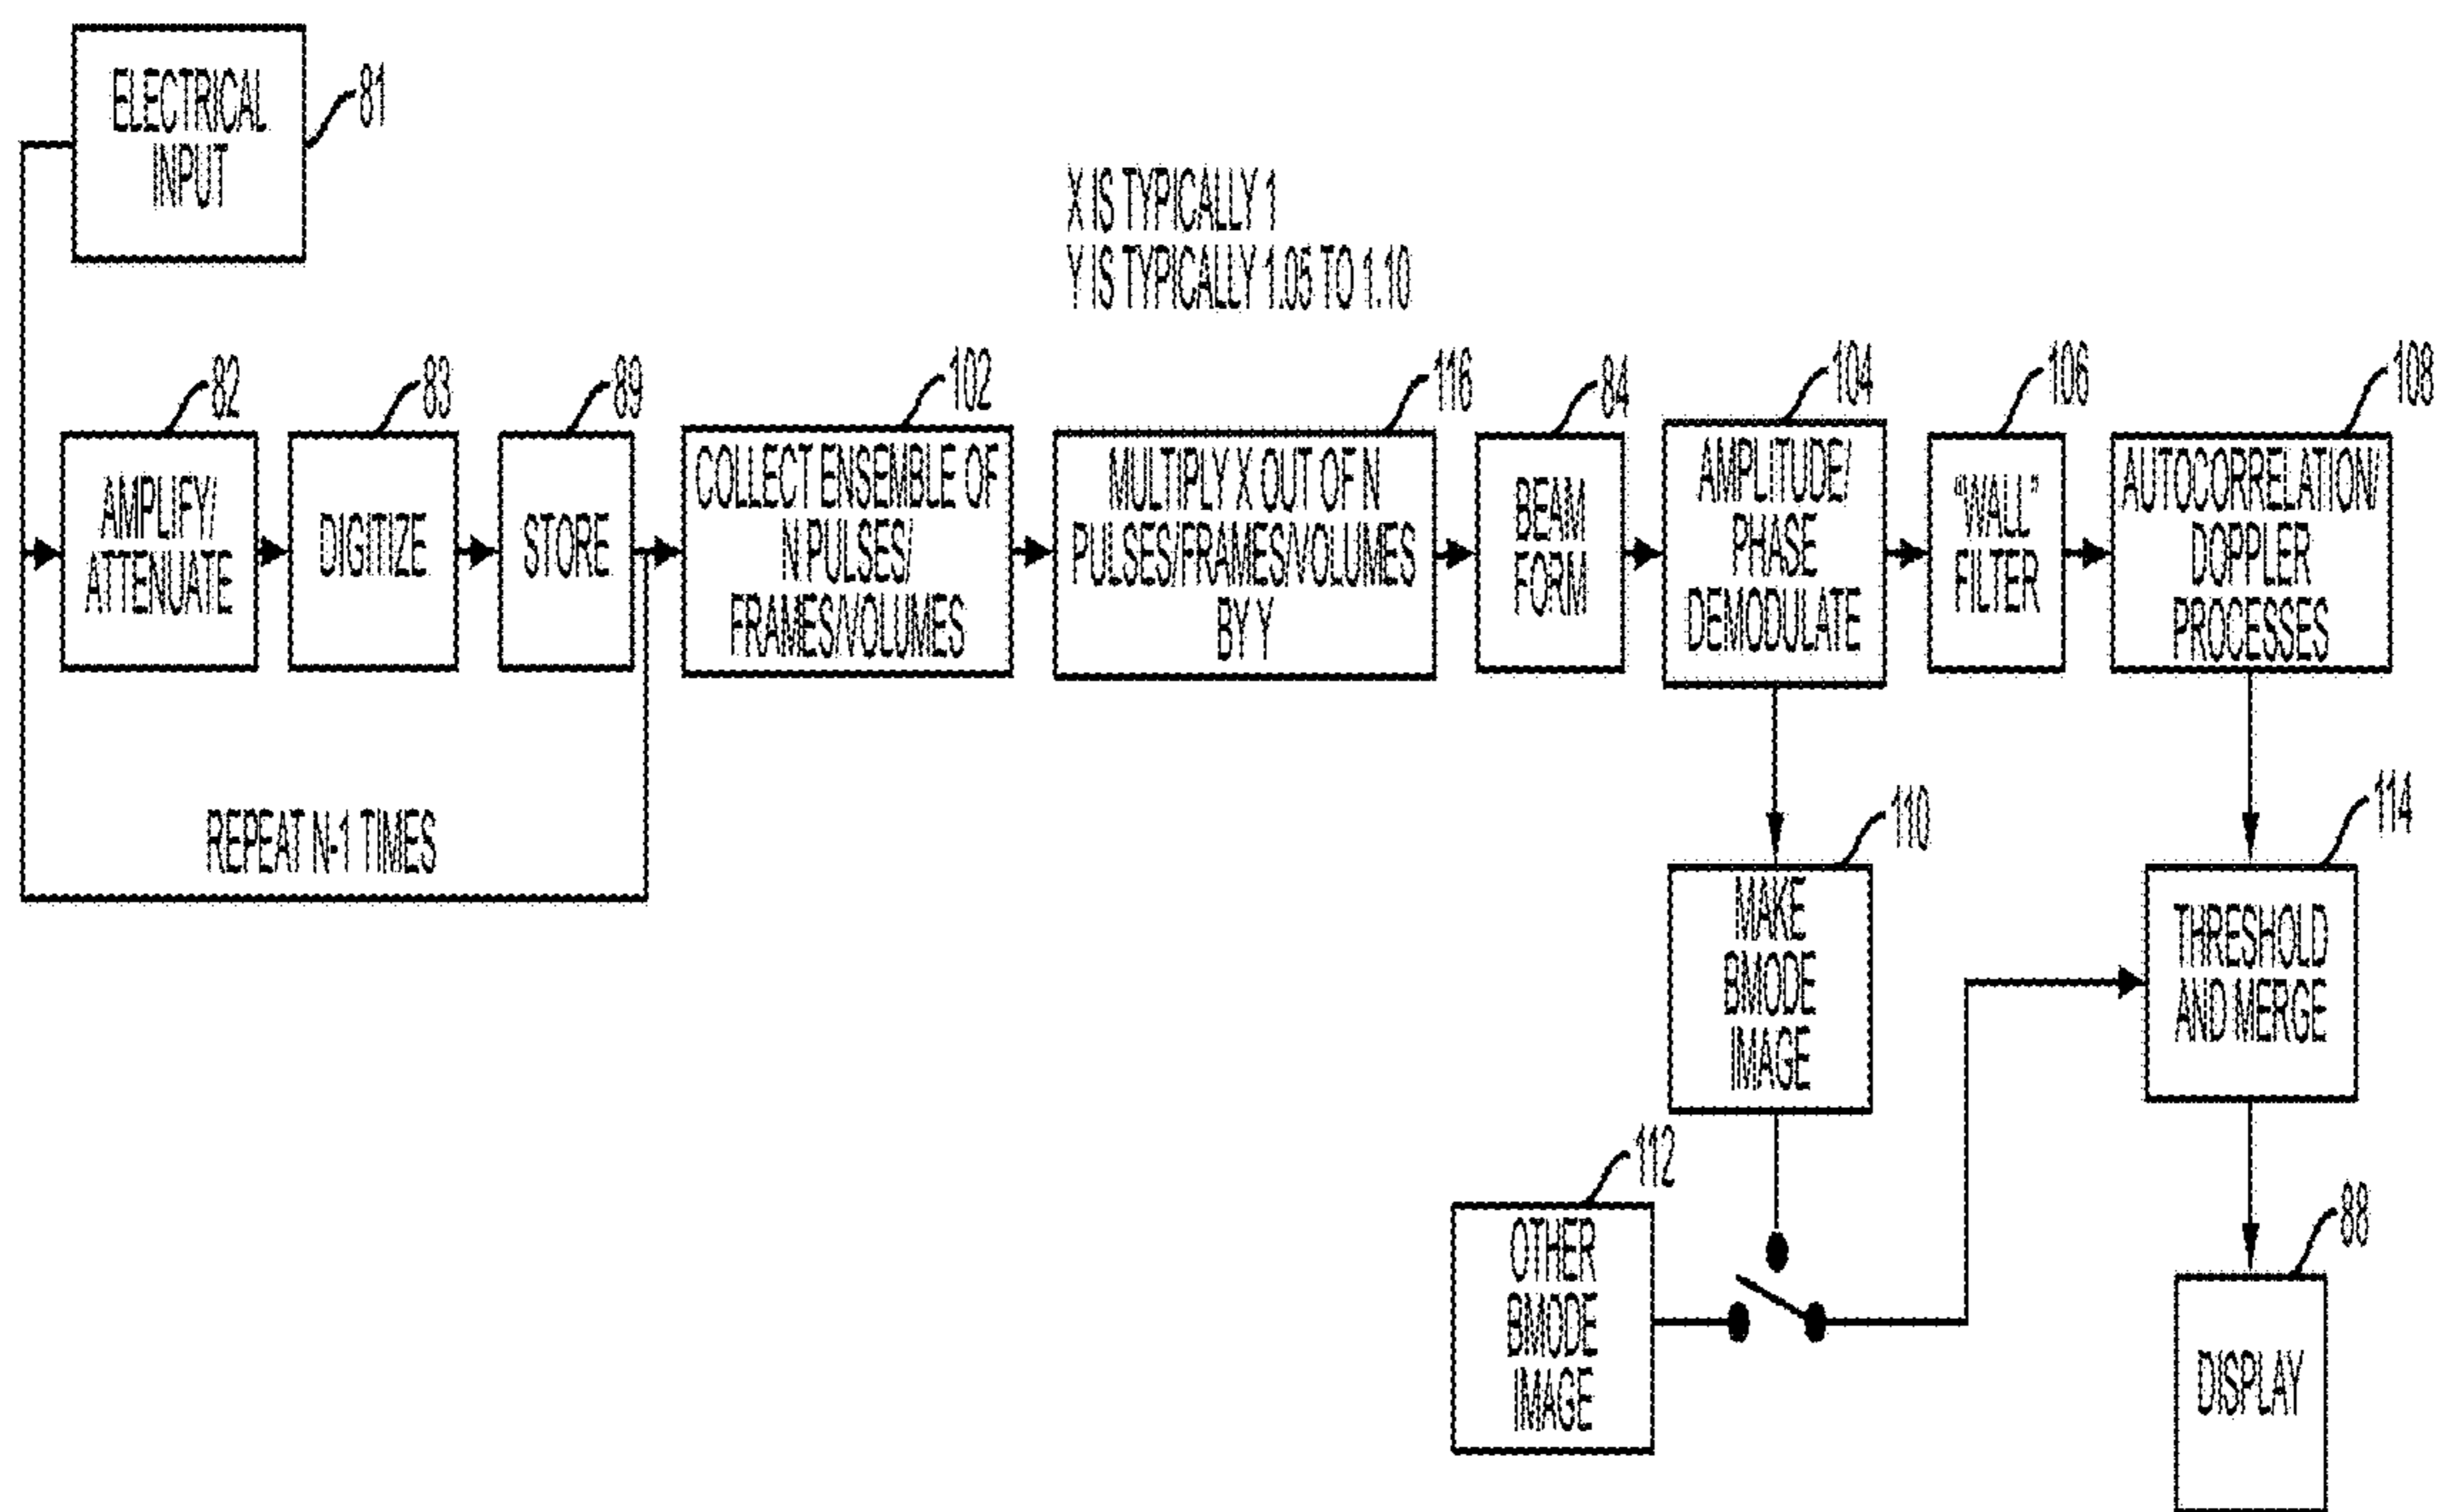 ELECTRICAL
INPUT
81
X IS TYPICALLY 1
Y IS TYPICALLY 1.05 TO 1.10
82
AMPLIFY/
ATTENUATE
83
DIGITIZE
89
STORE
102
COLLECT ENSEMBLE OF
N PULSES/
FRAMES/VOLUMES
116
MULTIPLY X OUT OF N
PULSES/FRAMES/VOLUMES
BY Y
84
BEAM
FORM
104
AMPLITUDE/
PHASE
DEMODULATE
106
"WALL"
FILTER
108
AUTOCORRELATION/
DOPPLER
PROCESSES
REPEAT N-1 TIMES
110
MAKE
BMODE
IMAGE
114
THRESHOLD
AND MERGE
112
OTHER
BMODE
IMAGE
88
DISPLAY